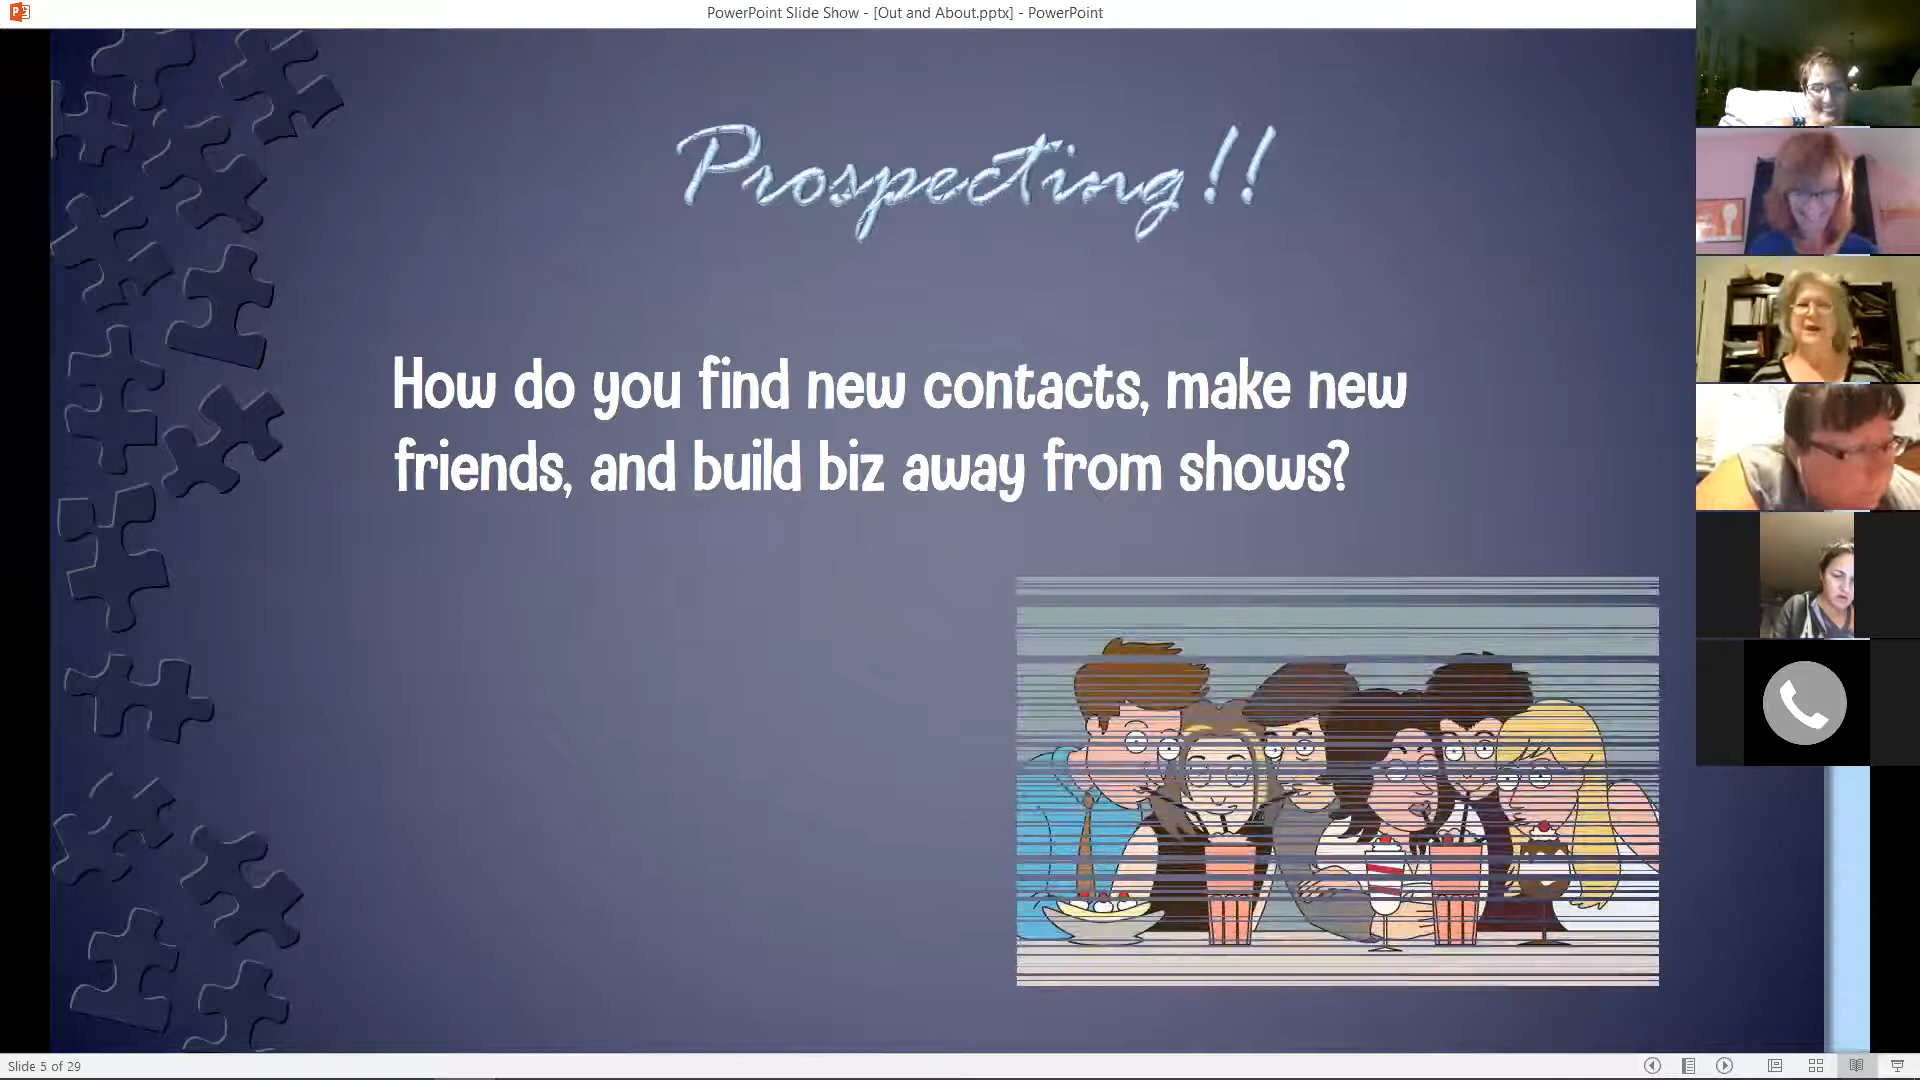 PowerPoint Slide Show - [Out and About.pptx] - PowerPoint
Prospecting!!
How do you find new contacts, make new
friends, and build biz away from shows?
Slide 5 of 29